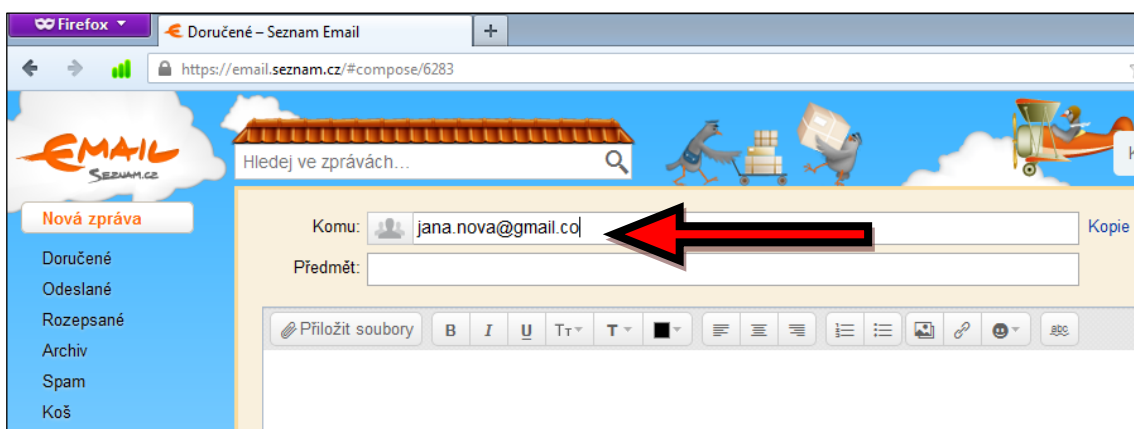 Firefox
Doručené – Seznam Email
+
https://email.seznam.cz/#compose/6283
EMAIL
SEZNAM.CZ
Hledej ve zprávách...
K
Nová zpráva
Komu: jana.nova@gmail.co
Kopie
Doručené
Předmět:
Odeslané
Rozepsané
Přiložit soubory B I U TT T abc
Archiv
Spam
Koš